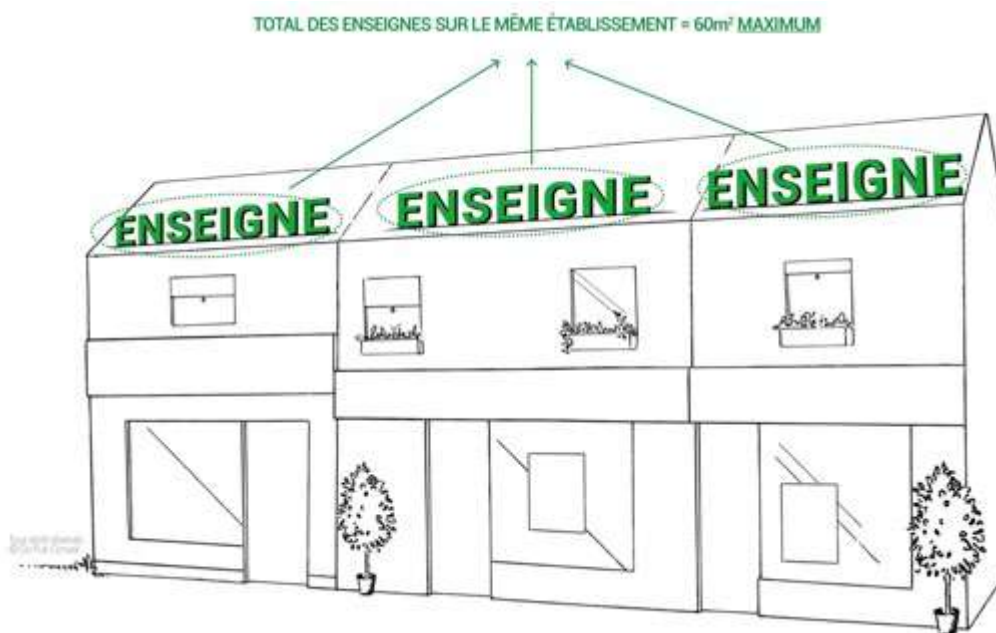 TOTAL DES ENSEIGNES SUR LE MÊME ÉTABLISSEMENT = 60m² MAXIMUM
ENSEIGNE ENSEIGNE ENSEIGNE